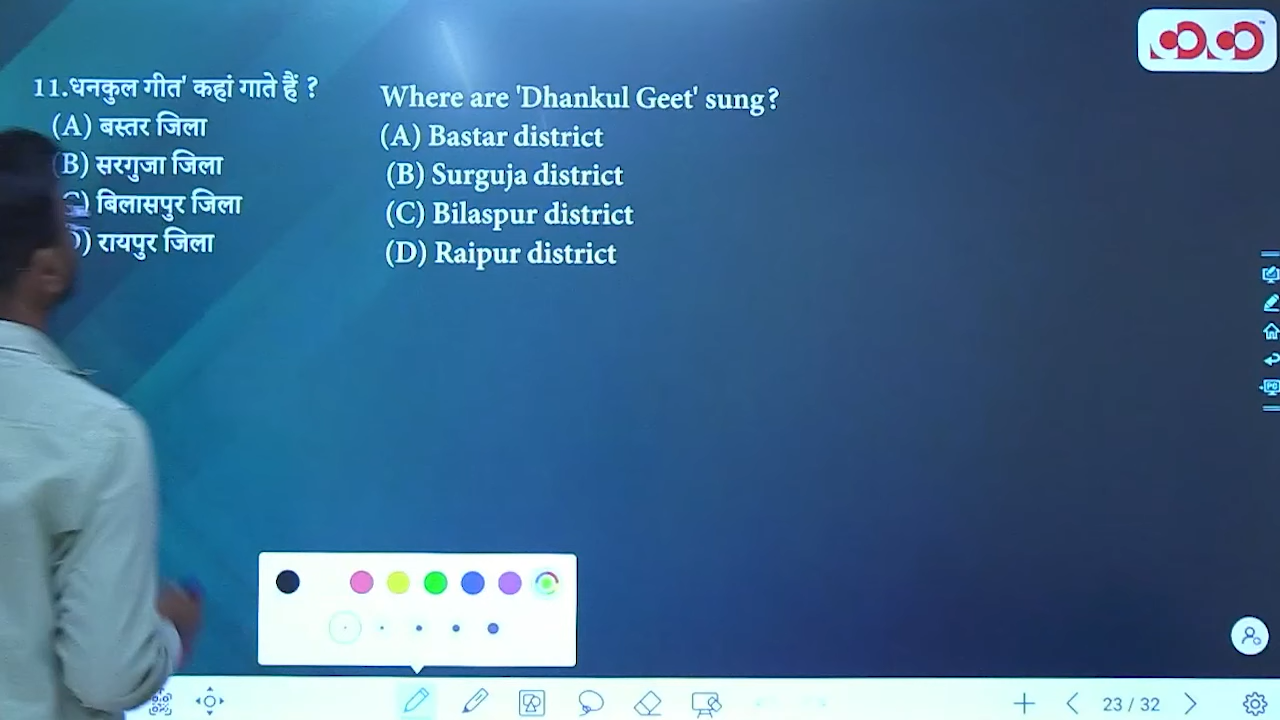 11.धनकुल गीत' कहां गाते हैं ?
(A) बस्तर जिला
(B) सरगुजा जिला
बिलासपुर जिला
रायपुर जिला
Where are 'Dhankul Geet' sung?
(A) Bastar district
(B) Surguja district
(C) Bilaspur district
(D) Raipur district
23 / 32